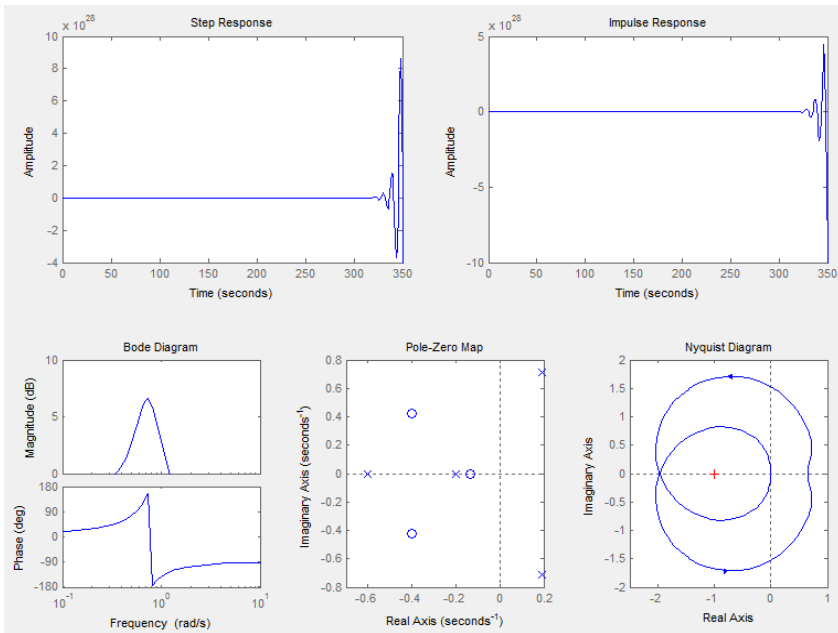 Step Response
x 10^28
10
8
6
4
2
0
-2
-4
0 50 100 150 200 250 300 350
Amplitude
Time (seconds)
Impulse Response
x 10^28
5
0
-5
-10
0 50 100 150 200 250 300 350
Amplitude
Time (seconds)
Bode Diagram
10
5
0
Magnitude (dB)
180
90
0
-90
-180
Phase (deg)
10^-1 10^0 10^1
Frequency (rad/s)
Pole-Zero Map
0.8
0.6
0.4
0.2
0
-0.2
-0.4
-0.6
-0.8
-0.6 -0.4 -0.2 0 0.2
Imaginary Axis (seconds^-1)
Real Axis (seconds^-1)
Nyquist Diagram
2
1.5
1
0.5
0
-0.5
-1
-1.5
-2
-2 -1 0 1
Imaginary Axis
Real Axis